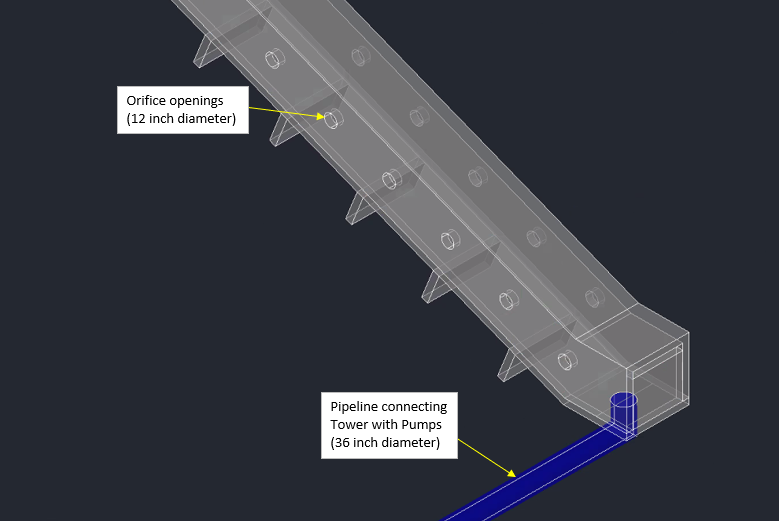 Orifice openings
(12 inch diameter)
Pipeline connecting
Tower with Pumps
(36 inch diameter)